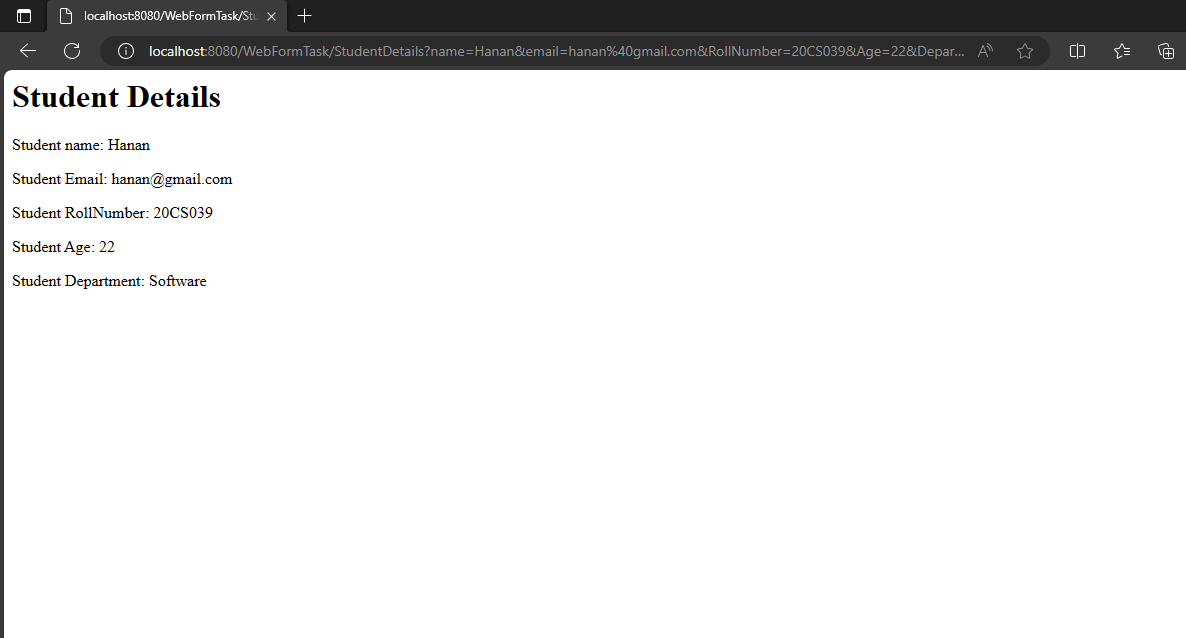 localhost:8080/WebFormTask/Stu
localhost:8080/WebFormTask/StudentDetails?name=Hanan&email=hanan%40gmail.com&RollNumber=20CS039&Age=22&Depar...
Student Details
Student name: Hanan
Student Email: hanan@gmail.com
Student RollNumber: 20CS039
Student Age: 22
Student Department: Software